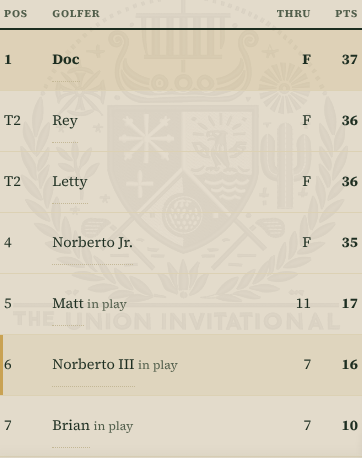 POS GOLFER THRU PTS
1 Doc F 37
T2 Rey F 36
T2 Letty F 36
4 Norberto Jr. F 35
5 Matt in play 11 17
THE UNION INVITATIONAL
6 Norberto III in play 7 16
7 Brian in play 7 10